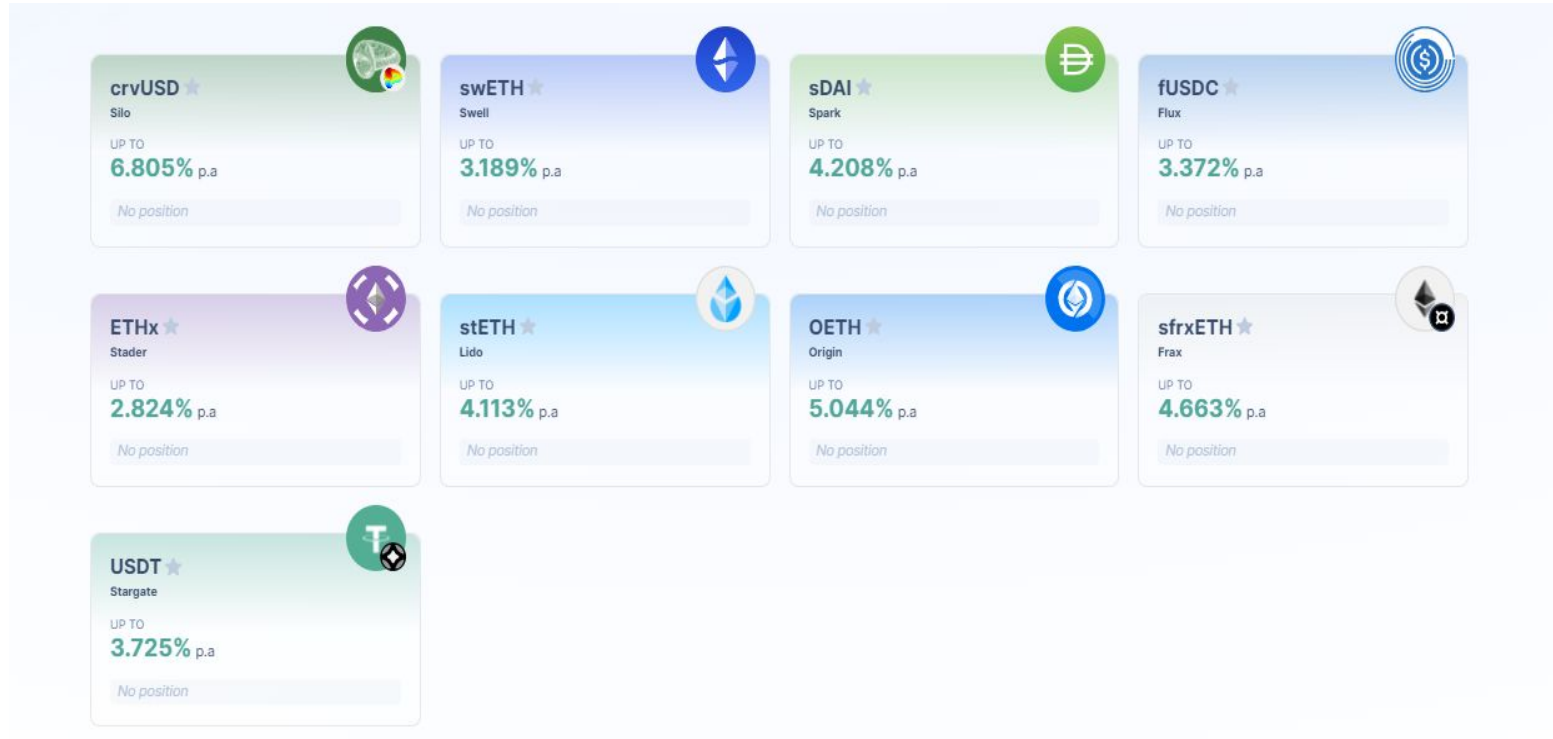 crvUSD
Silo
UP TO
6.805% p.a
No position
swETH
Swell
UP TO
3.189% p.a
No position
sDAI
Spark
UP TO
4.208% p.a
No position
fUSDC
Flux
UP TO
3.372% p.a
No position
ETHx
Stader
UP TO
2.824% p.a
No position
stETH
Lido
UP TO
4.113% p.a
No position
OETH
Origin
UP TO
5.044% p.a
No position
sfrxETH
Frax
UP TO
4.663% p.a
No position
USDT
Stargate
UP TO
3.725% p.a
No position